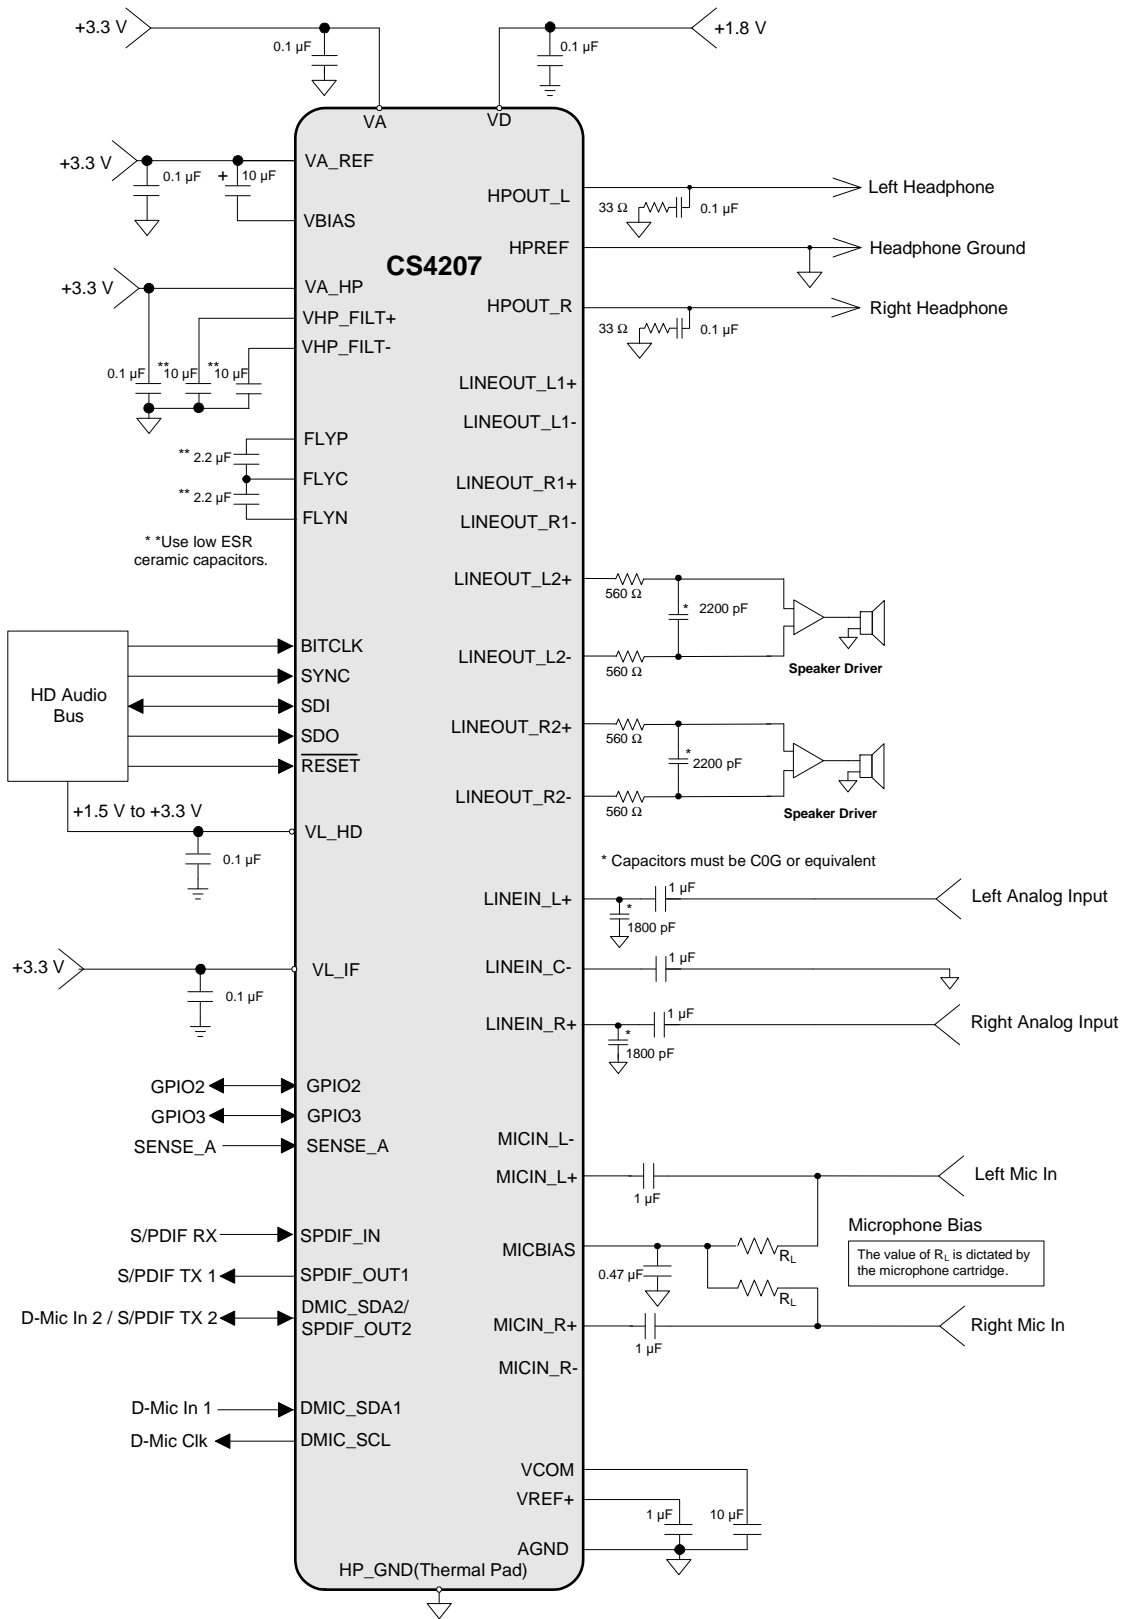 +3.3 V
+1.8 V
0.1 µF
0.1 µF
VA
VD
+3.3 V
0.1 µF
+
10 µF
VA_REF
VBIAS
HPOUT_L
33 Ω
0.1 µF
Left Headphone
CS4207
HPREF
Headphone Ground
+3.3 V
VA_HP
VHP_FILT+
VHP_FILT-
HPOUT_R
33 Ω
0.1 µF
Right Headphone
0.1 µF
**
10 µF
**
10 µF
LINEOUT_L1+
LINEOUT_L1-
FLYP
** 2.2 µF
FLYC
** 2.2 µF
FLYN
LINEOUT_R1+
LINEOUT_R1-
* *Use low ESR
ceramic capacitors.
LINEOUT_L2+
560 Ω
*
2200 pF
LINEOUT_L2-
560 Ω
Speaker Driver
HD Audio
Bus
BITCLK
SYNC
SDI
SDO
RESET
LINEOUT_R2+
560 Ω
*
2200 pF
LINEOUT_R2-
560 Ω
Speaker Driver
+1.5 V to +3.3 V
VL_HD
0.1 µF
* Capacitors must be C0G or equivalent
LINEIN_L+
1 µF
*
1800 pF
Left Analog Input
+3.3 V
VL_IF
0.1 µF
LINEIN_C-
1 µF
LINEIN_R+
1 µF
*
1800 pF
Right Analog Input
GPIO2
GPIO2
GPIO3
GPIO3
SENSE_A
SENSE_A
MICIN_L-
MICIN_L+
1 µF
Left Mic In
S/PDIF RX
SPDIF_IN
S/PDIF TX 1
SPDIF_OUT1
D-Mic In 2 / S/PDIF TX 2
DMIC_SDA2/
SPDIF_OUT2
MICBIAS
0.47 µF
RL
RL
Microphone Bias
The value of RL is dictated by
the microphone cartridge.
MICIN_R+
1 µF
Right Mic In
MICIN_R-
D-Mic In 1
DMIC_SDA1
D-Mic Clk
DMIC_SCL
VCOM
VREF+
1 µF
10 µF
AGND
HP_GND(Thermal Pad)